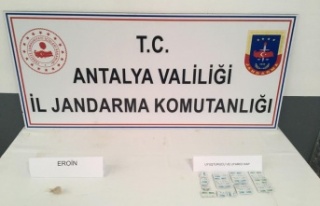 T.C.
ANTALYA VALİLİĞİ
İL JANDARMA KOMUTANLIĞI
EROİN